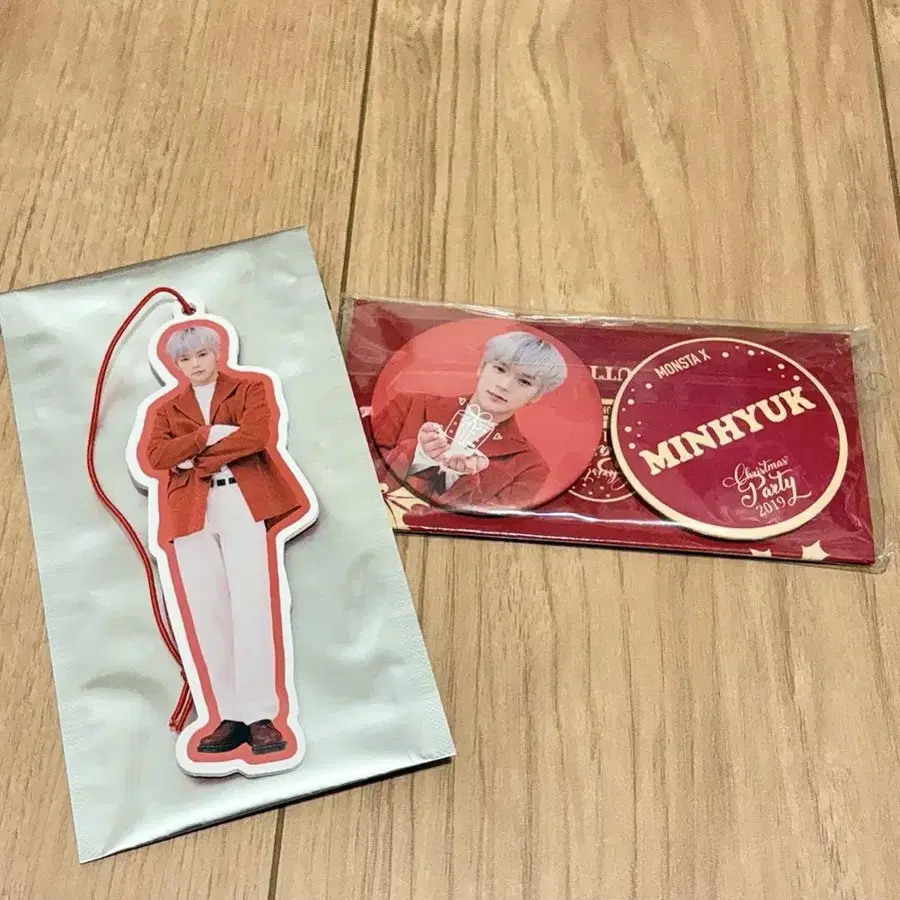 MONSTA X
MINHYUK
Christmas
Party
2019